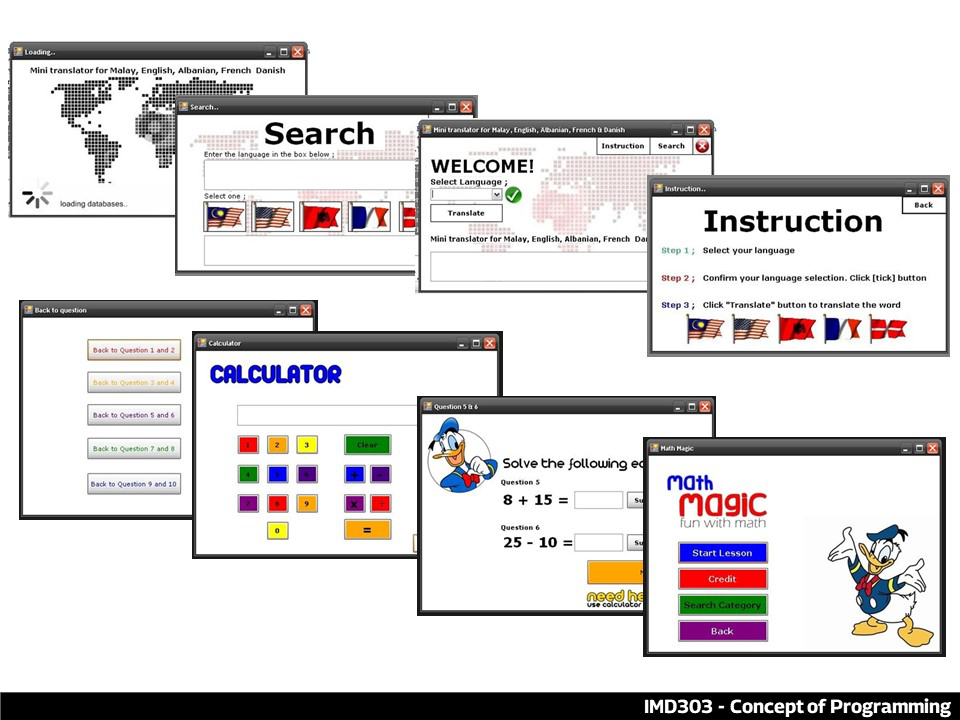 Loading..
Mini translator for Malay, English, Albanian, French Danish
loading databases..
Search..
Search
Enter the language in the box below ;
Select one ;
Mini translator for Malay, English, Albanian, French & Danish
Instruction Search
WELCOME!
Select Language ;
Translate
Mini translator for Malay, English, Albanian, French Dan
Instruction..
Back
Instruction
Step 1 ; Select your language
Step 2 ; Confirm your language selection. Click [tick] button
Step 3 ; Click "Translate" button to translate the word
Back to question
Back to Question 1 and 2
Back to Question 3 and 4
Back to Question 5 and 6
Back to Question 7 and 8
Back to Question 9 and 10
Calculator
CALCULATOR
1 2 3 Clear
4 5 6 + -
7 8 9 x ÷
0 =
Question 5 & 6
Solve the following eq
Question 5
8 + 15 = Su
Question 6
25 - 10 = Su
need he
use calculator
Math Magic
math
magic
fun with math
Start Lesson
Credit
Search Category
Back
IMD303 - Concept of Programming